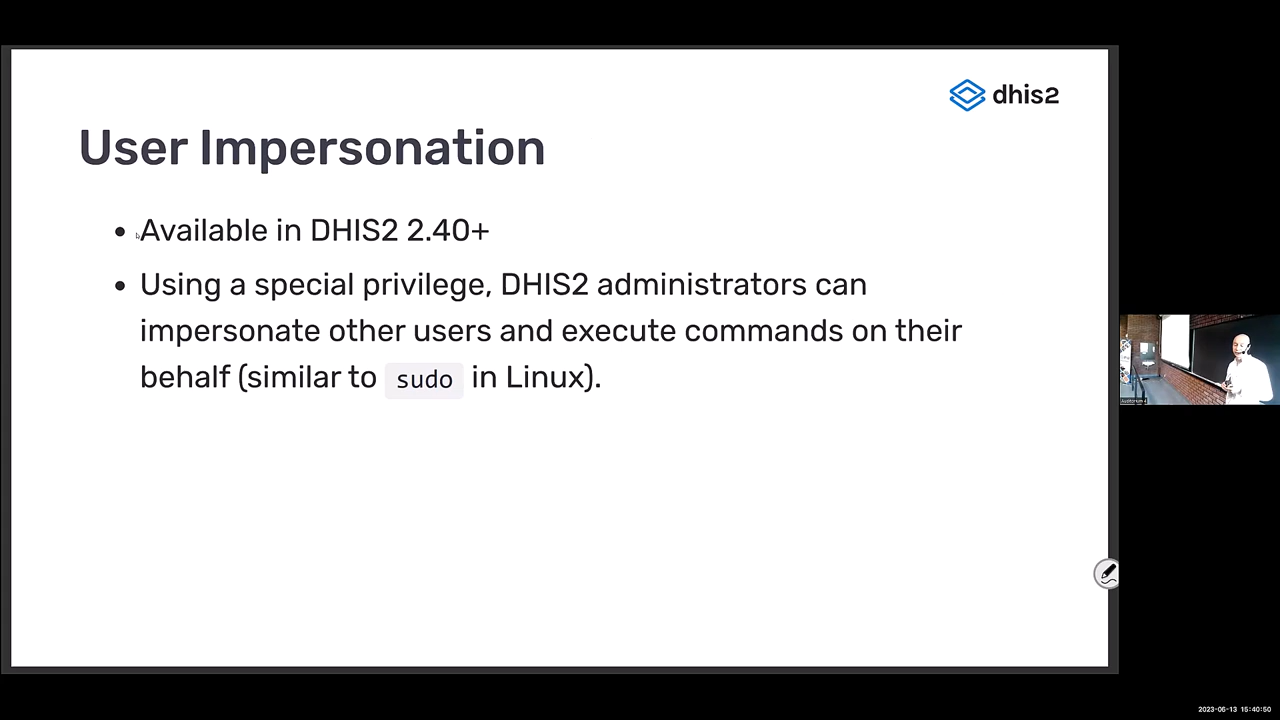 dhis2
User Impersonation
• Available in DHIS2 2.40+
• Using a special privilege, DHIS2 administrators can
impersonate other users and execute commands on their
behalf (similar to sudo in Linux).
2023-06-13 15:40:50